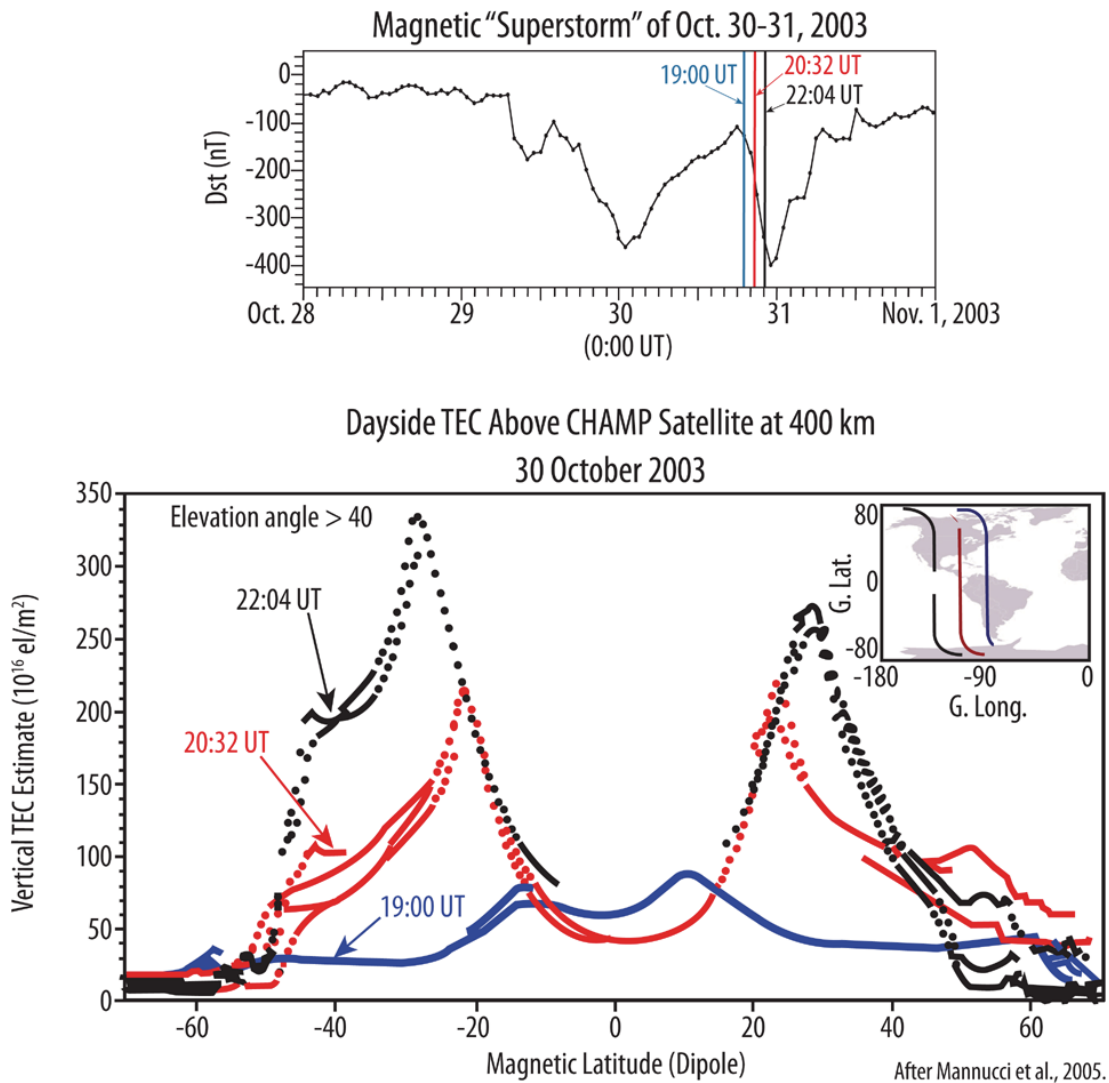 Magnetic “Superstorm” of Oct. 30-31, 2003
0
-100
-200
-300
-400
Dst (nT)
19:00 UT
20:32 UT
22:04 UT
Oct. 28
29
30
31
Nov. 1, 2003
(0:00 UT)
Dayside TEC Above CHAMP Satellite at 400 km
30 October 2003
350
300
250
200
150
100
50
0
Vertical TEC Estimate (10¹⁶ el/m²)
Elevation angle > 40
22:04 UT
20:32 UT
19:00 UT
80
0
-80
G. Lat.
-180
-90
0
G. Long.
-60
-40
-20
0
20
40
60
Magnetic Latitude (Dipole)
After Mannucci et al., 2005.